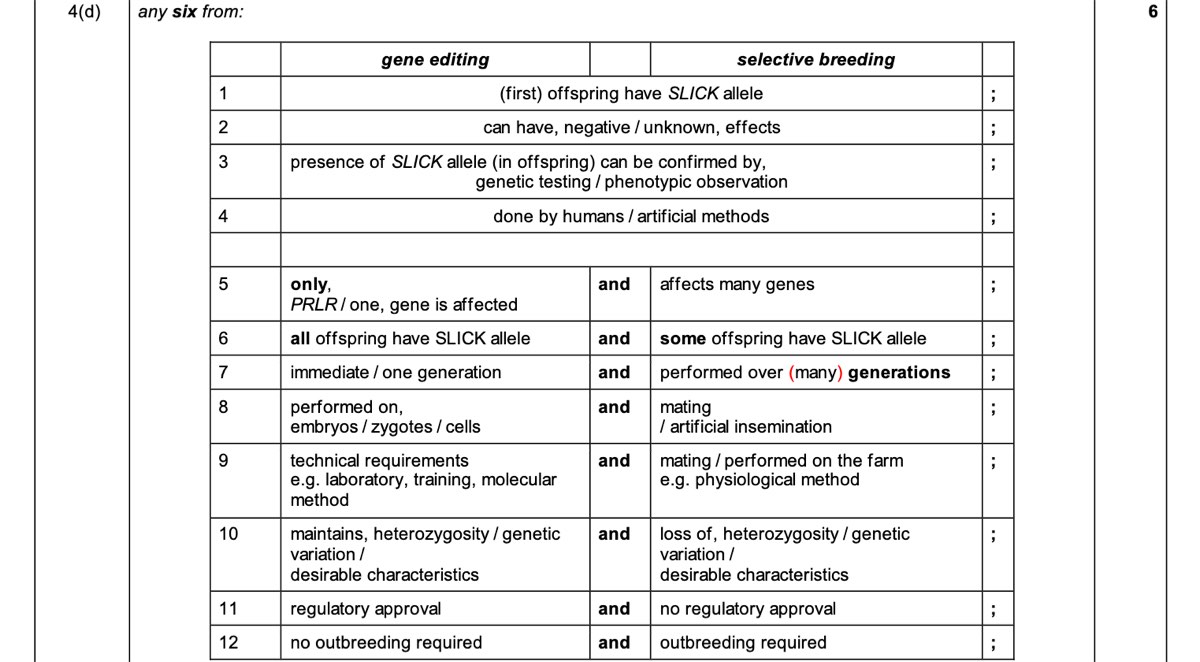 4(d) any six from: 6
gene editing selective breeding
1 (first) offspring have SLICK allele ;
2 can have, negative / unknown, effects ;
3 presence of SLICK allele (in offspring) can be confirmed by, ;
genetic testing / phenotypic observation
4 done by humans / artificial methods ;
5 only, and affects many genes ;
PRLR / one, gene is affected
6 all offspring have SLICK allele and some offspring have SLICK allele ;
7 immediate / one generation and performed over (many) generations ;
8 performed on, and mating ;
embryos / zygotes / cells / artificial insemination
9 technical requirements and mating / performed on the farm ;
e.g. laboratory, training, molecular e.g. physiological method
method
10 maintains, heterozygosity / genetic and loss of, heterozygosity / genetic ;
variation / variation /
desirable characteristics desirable characteristics
11 regulatory approval and no regulatory approval ;
12 no outbreeding required and outbreeding required ;